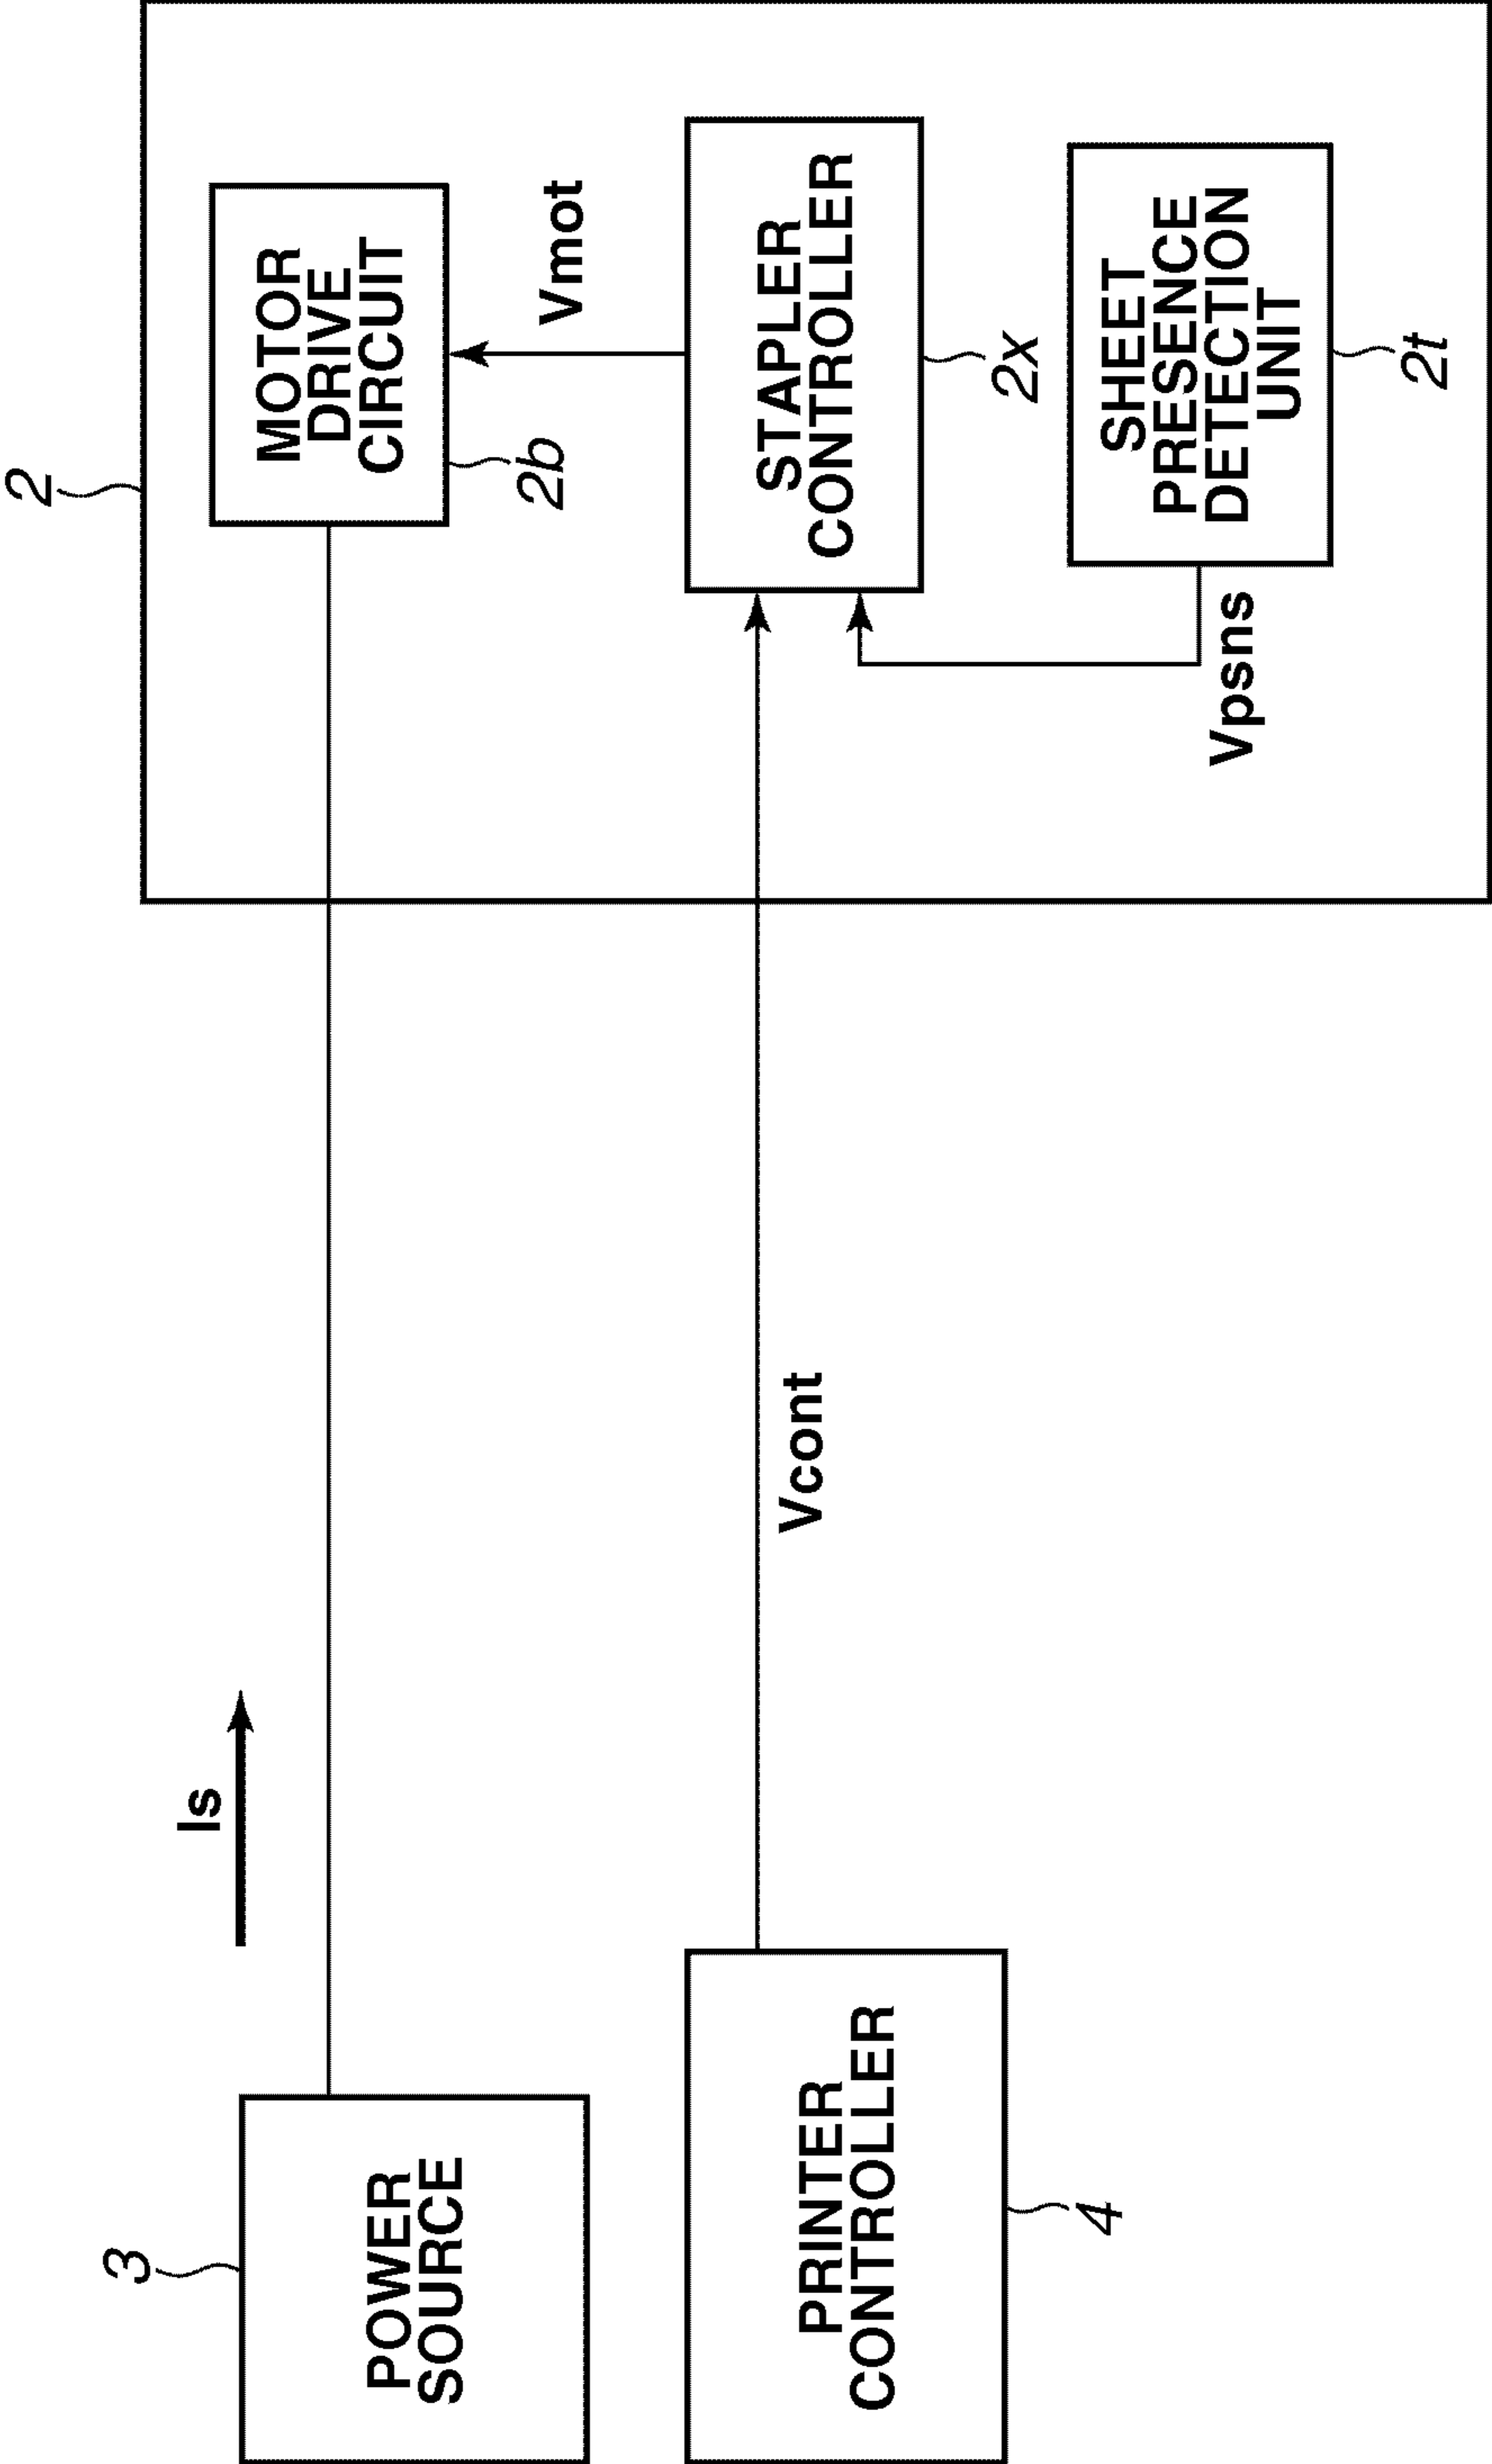 2
3
POWER
SOURCE
Is
MOTOR
DRIVE
CIRCUIT
2b
Vmot
PRINTER
CONTROLLER
4
Vcont
STAPLER
CONTROLLER
2x
Vpsns
SHEET
PRESENCE
DETECTION
UNIT
2t